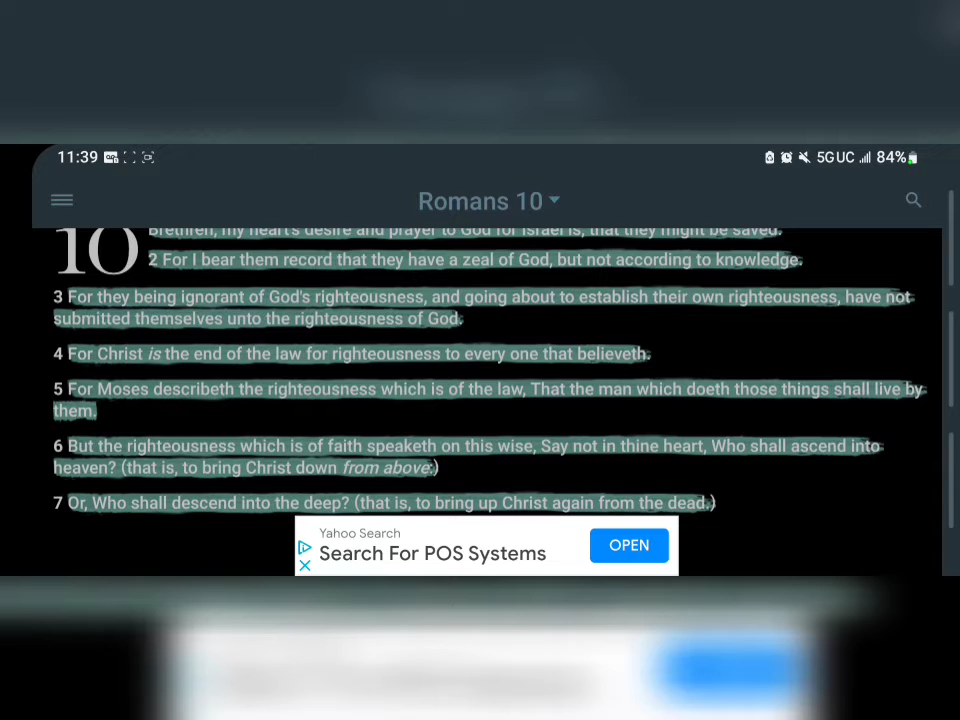 11:39
5G UC 84%
Romans 10
10 Brethren, my heart's desire and prayer to God for Israel is, that they might be saved.
2 For I bear them record that they have a zeal of God, but not according to knowledge.
3 For they being ignorant of God's righteousness, and going about to establish their own righteousness, have not
submitted themselves unto the righteousness of God.
4 For Christ is the end of the law for righteousness to every one that believeth.
5 For Moses describeth the righteousness which is of the law, That the man which doeth those things shall live by
them.
6 But the righteousness which is of faith speaketh on this wise, Say not in thine heart, Who shall ascend into
heaven? (that is, to bring Christ down from above:)
7 Or, Who shall descend into the deep? (that is, to bring up Christ again from the dead.)
Yahoo Search
Search For POS Systems
OPEN